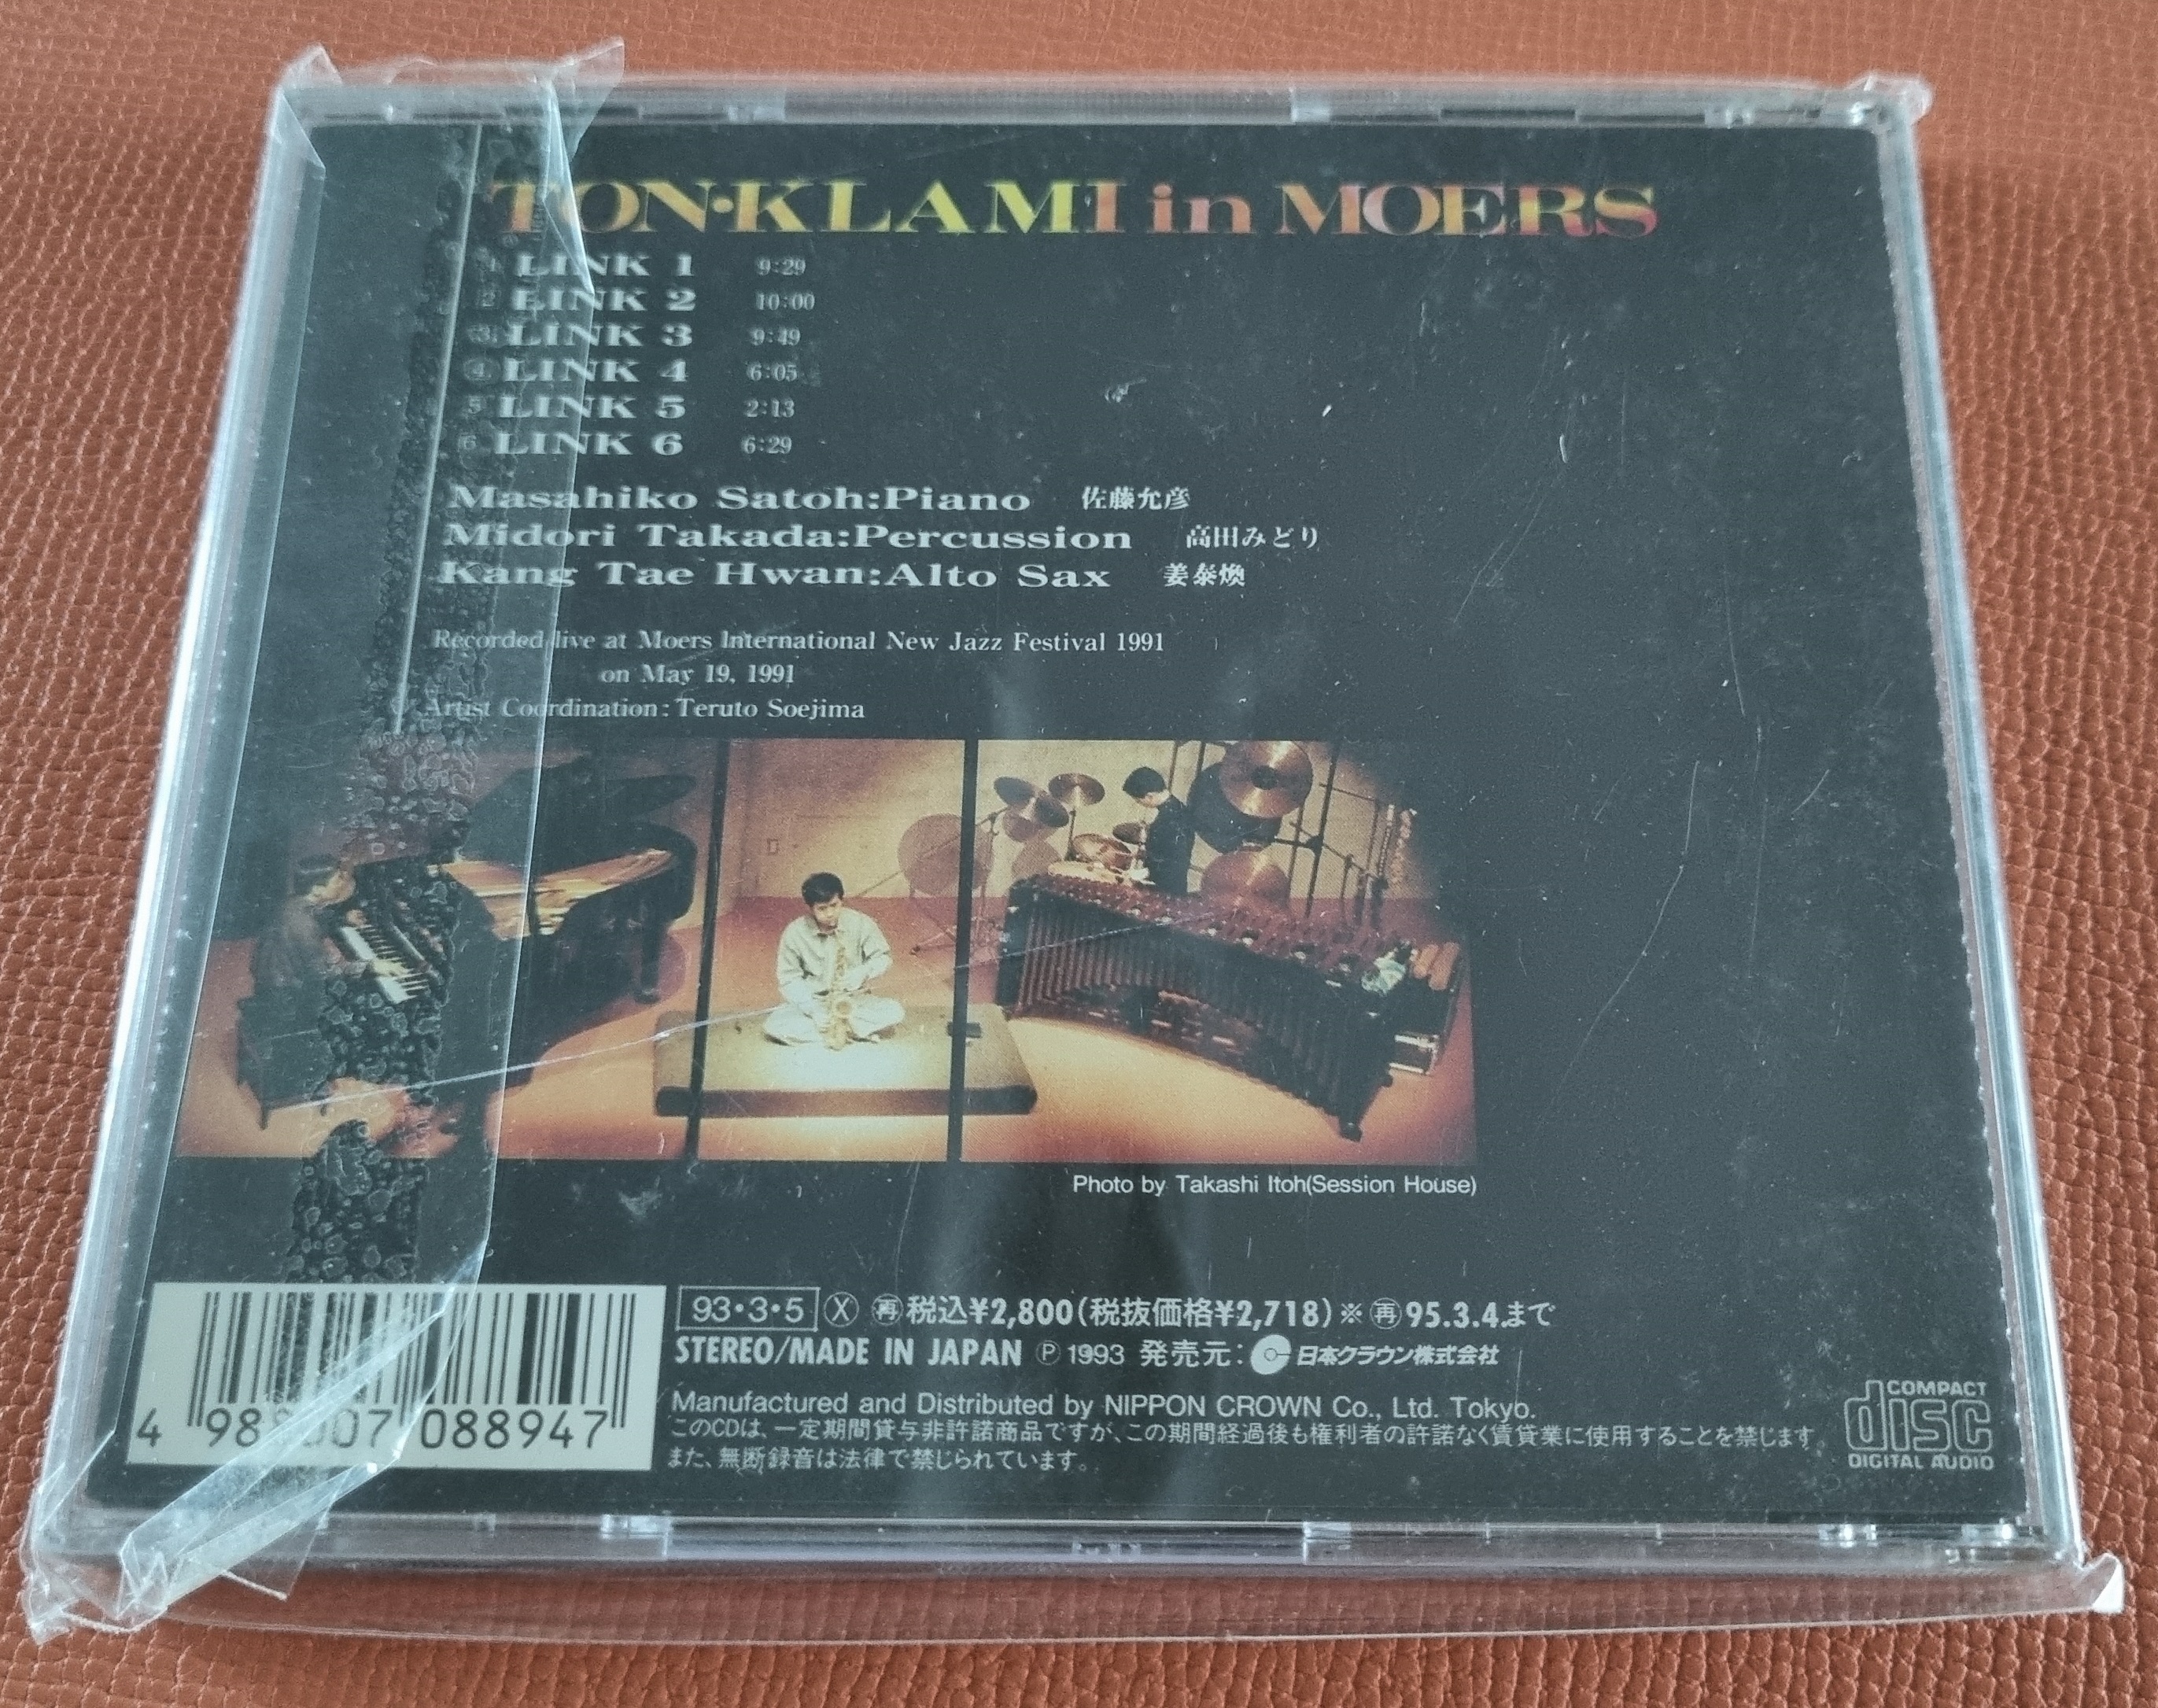 TON·KLAMI in MOERS
1 LINK 1 9:29
2 LINK 2 10:00
3 LINK 3 9:49
4 LINK 4 6:05
5 LINK 5 2:13
6 LINK 6 6:29
Masahiko Satoh:Piano 佐藤允彦
Midori Takada:Percussion 高田みどり
Kang Tae Hwan:Alto Sax 姜泰煥
Recorded live at Moers International New Jazz Festival 1991
on May 19, 1991
Artist Coordination: Teruto Soejima
Photo by Takashi Itoh(Session House)
93·3·5 Ⓧ ㊢税込¥2,800(税抜価格¥2,718)※ 再95.3.4.まで
STEREO/MADE IN JAPAN Ⓟ 1993 発売元: 日本クラウン株式会社
Manufactured and Distributed by NIPPON CROWN Co., Ltd. Tokyo.
このCDは、一定期間貸与非許諾商品ですが、この期間経過後も権利者の許諾なく賃貸業に使用することを禁じます。
また、無断録音は法律で禁じられています。
4 988007 088947
COMPACT
disc
DIGITAL AUDIO